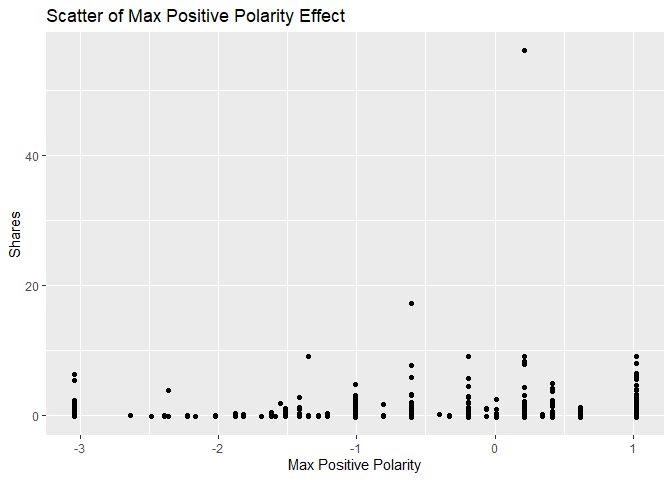 Scatter of Max Positive Polarity Effect
40
20
0
Shares
-3
-2
-1
0
1
Max Positive Polarity